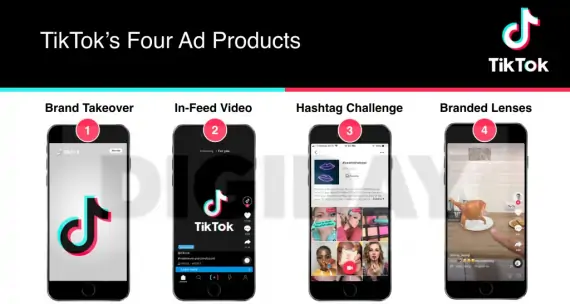 TikTok's Four Ad Products
TikTok
Brand Takeover
In-Feed Video
Hashtag Challenge
Branded Lenses
1
2
3
4
DIGIDAY
TikTok